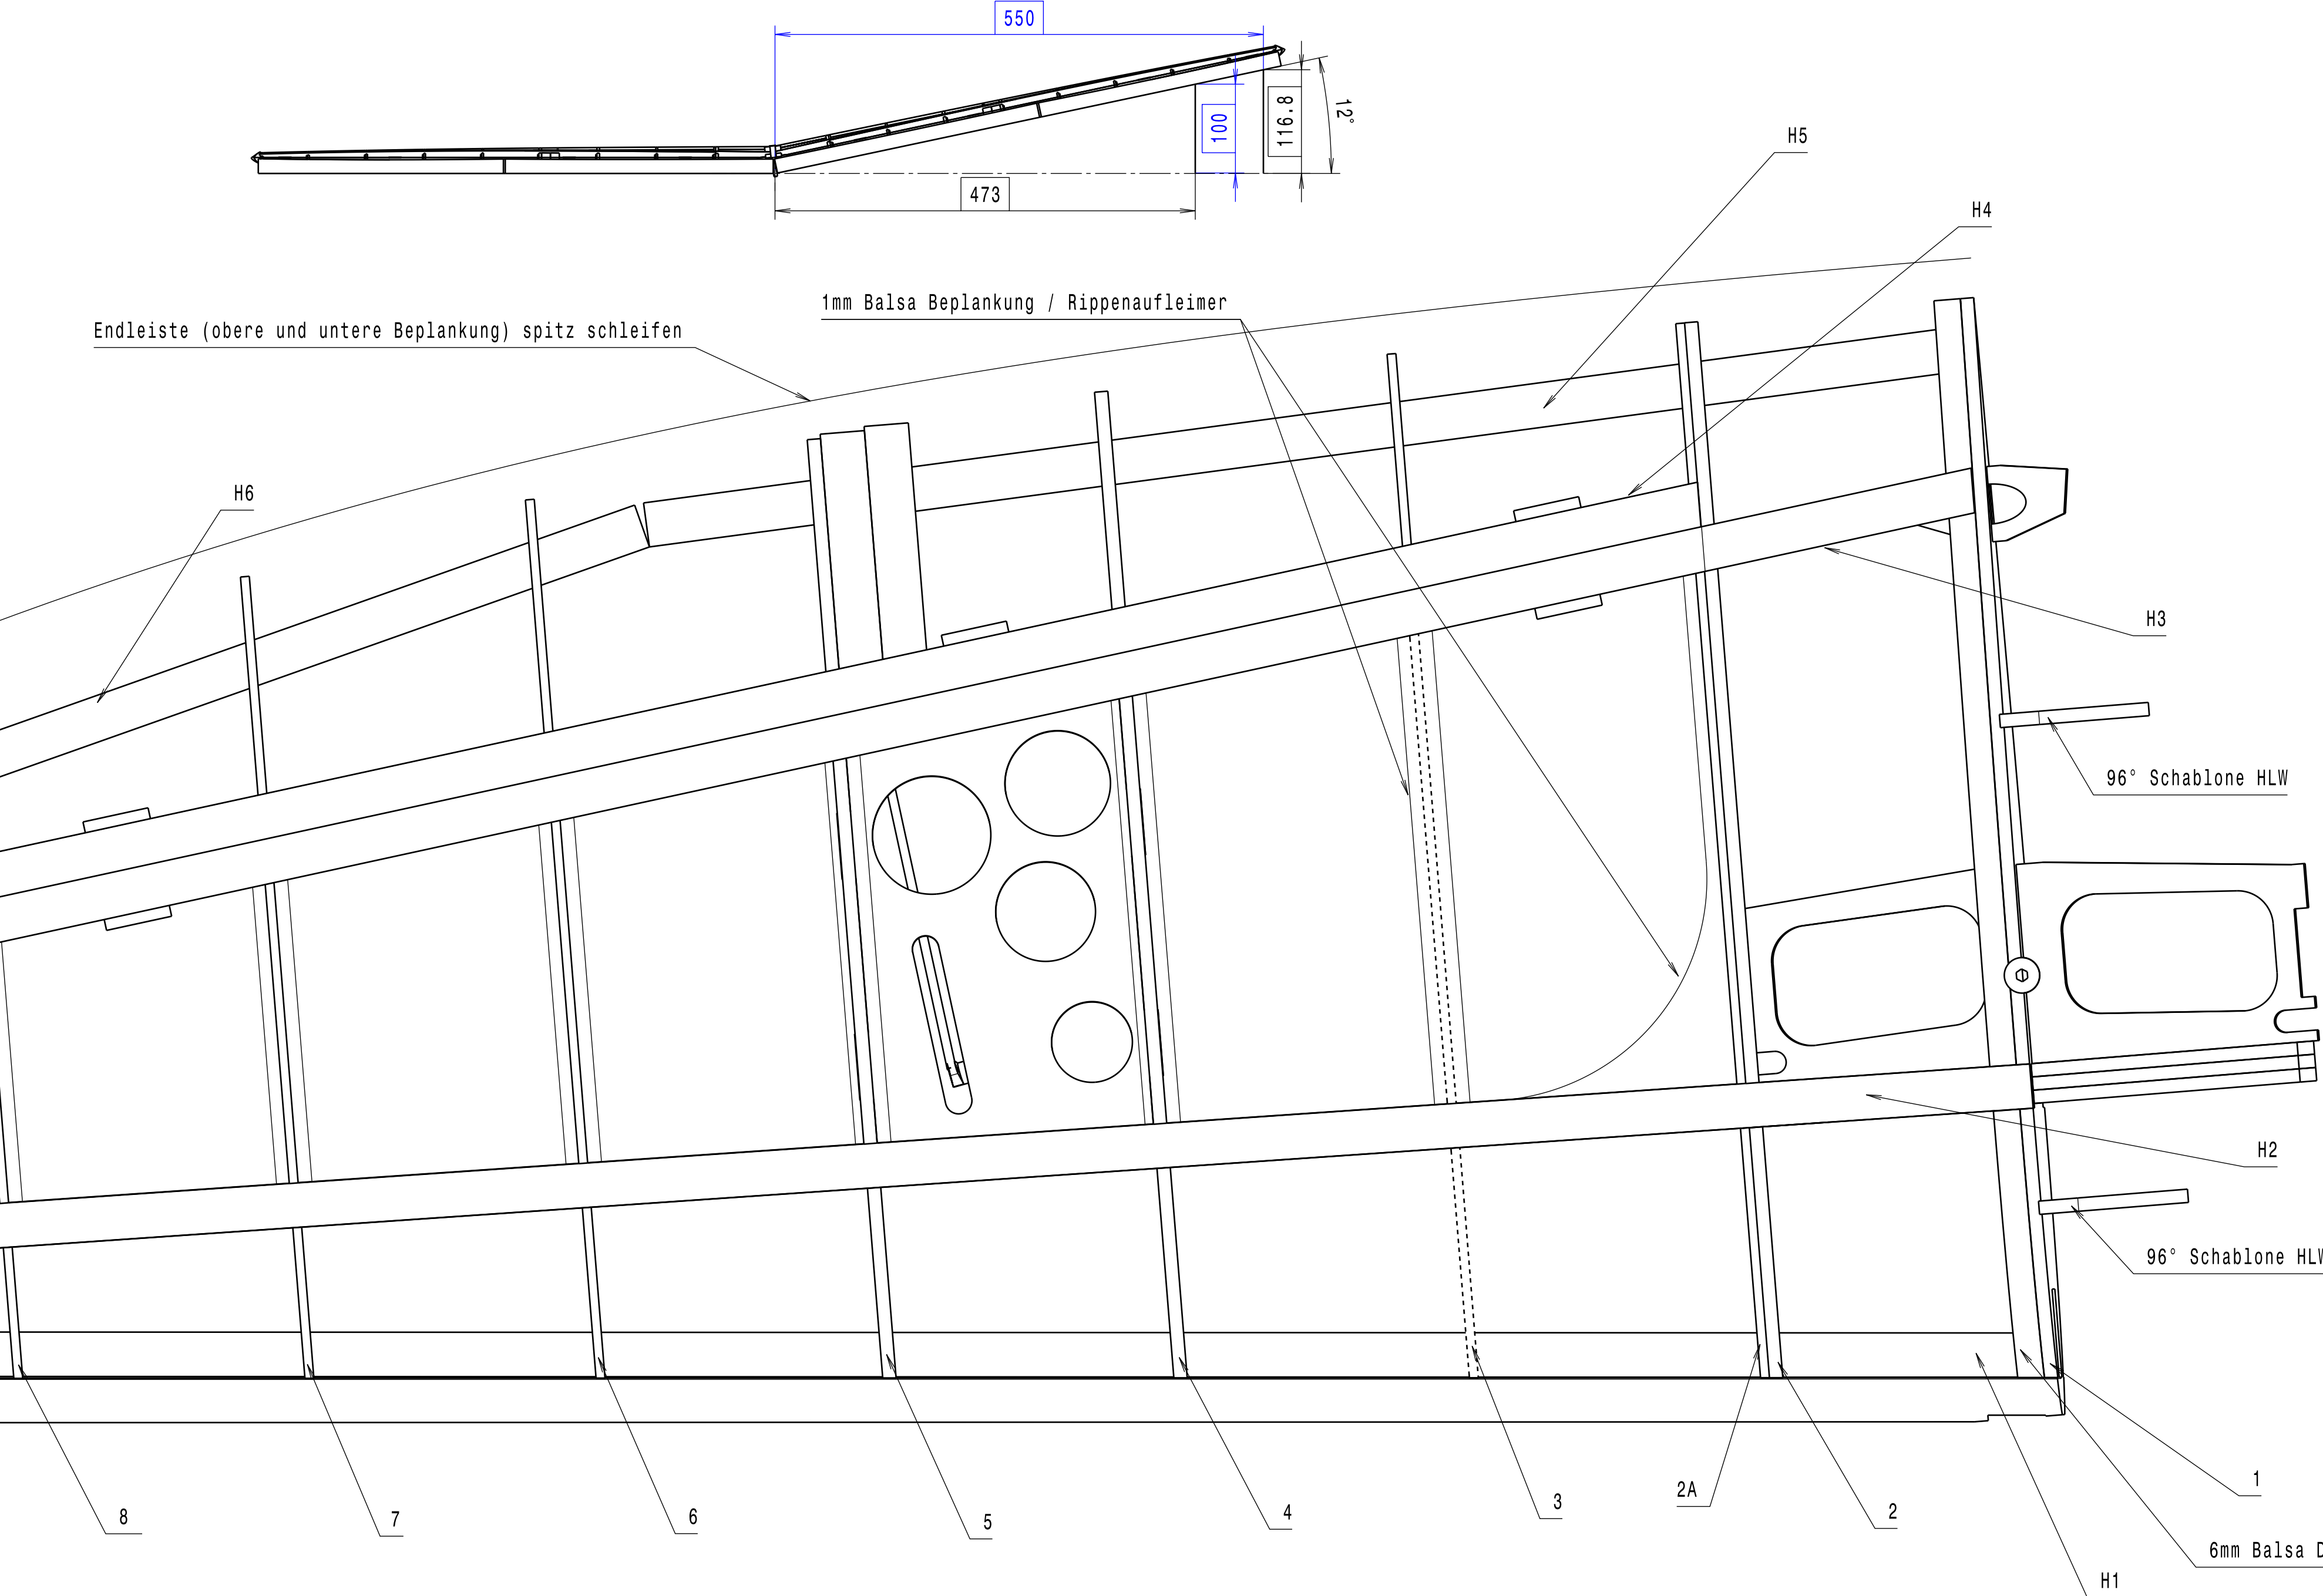 550
100
116.8
12°
473
H5
H4
1mm Balsa Beplankung / Rippenaufleimer
Endleiste (obere und untere Beplankung) spitz schleifen
H6
H3
96° Schablone HLW
H2
96° Schablone HLW
1
2A
3
2
4
5
6
7
8
6mm Balsa D
H1